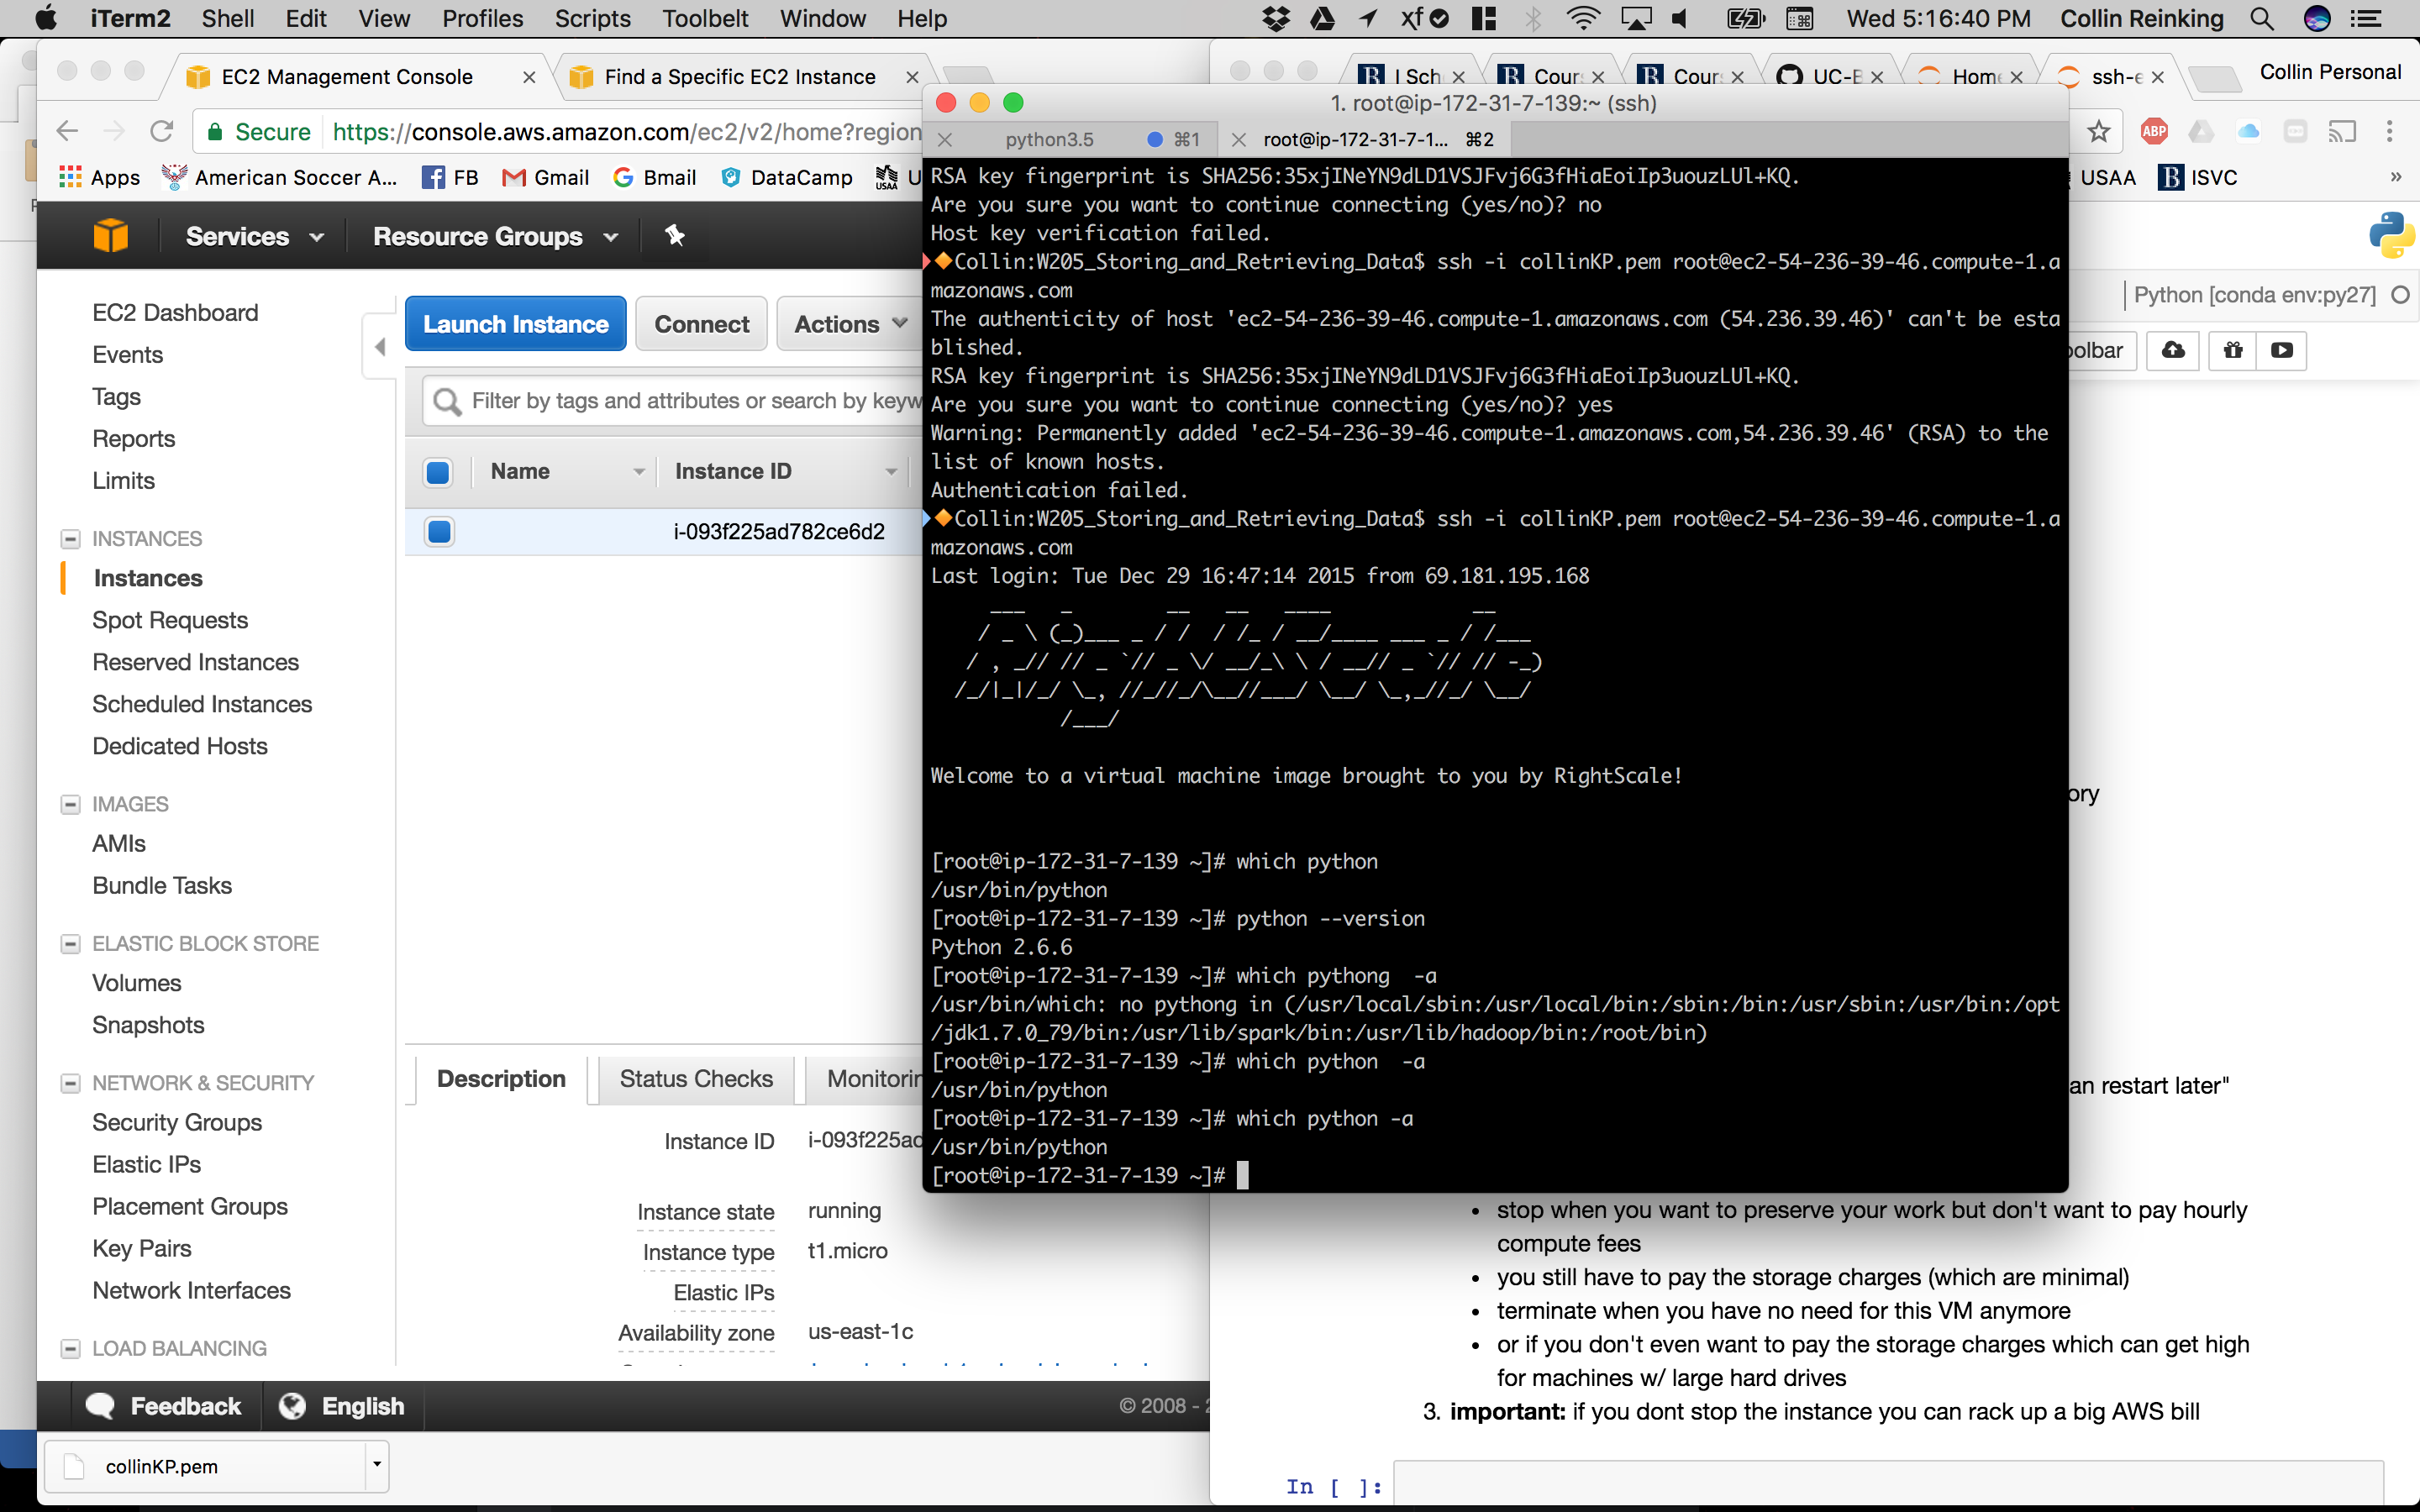 iTerm2 Shell Edit View Profiles Scripts Toolbelt Window Help
Wed 5:16:40 PM Collin Reinking
EC2 Management Console
Find a Specific EC2 Instance
I Sch
Cour
Cour
UC-B
Home
ssh-e
Collin Personal
Secure https://console.aws.amazon.com/ec2/v2/home?region
ABP
Apps American Soccer A... FB Gmail Bmail DataCamp USAA U
USAA ISVC »
1. root@ip-172-31-7-139:~ (ssh)
python3.5 ⌘1
root@ip-172-31-7-1... ⌘2
Services Resource Groups
EC2 Dashboard
Events
Tags
Reports
Limits
INSTANCES
Instances
Spot Requests
Reserved Instances
Scheduled Instances
Dedicated Hosts
IMAGES
AMIs
Bundle Tasks
ELASTIC BLOCK STORE
Volumes
Snapshots
NETWORK & SECURITY
Security Groups
Elastic IPs
Placement Groups
Key Pairs
Network Interfaces
LOAD BALANCING
Launch Instance Connect Actions
Filter by tags and attributes or search by keyw
Name Instance ID
i-093f225ad782ce6d2
Description Status Checks Monitorin
Instance ID i-093f225ad
Instance state running
Instance type t1.micro
Elastic IPs
Availability zone us-east-1c
Feedback English © 2008 -
collinKP.pem
RSA key fingerprint is SHA256:35xjINeYN9dLD1VSJFvj6G3fHiaEoiIp3uouzLUl+KQ.
Are you sure you want to continue connecting (yes/no)? no
Host key verification failed.
Collin:W205_Storing_and_Retrieving_Data$ ssh -i collinKP.pem root@ec2-54-236-39-46.compute-1.a
mazonaws.com
The authenticity of host 'ec2-54-236-39-46.compute-1.amazonaws.com (54.236.39.46)' can't be esta
blished.
RSA key fingerprint is SHA256:35xjINeYN9dLD1VSJFvj6G3fHiaEoiIp3uouzLUl+KQ.
Are you sure you want to continue connecting (yes/no)? yes
Warning: Permanently added 'ec2-54-236-39-46.compute-1.amazonaws.com,54.236.39.46' (RSA) to the
list of known hosts.
Authentication failed.
Collin:W205_Storing_and_Retrieving_Data$ ssh -i collinKP.pem root@ec2-54-236-39-46.compute-1.a
mazonaws.com
Last login: Tue Dec 29 16:47:14 2015 from 69.181.195.168
RightScale
Welcome to a virtual machine image brought to you by RightScale!
[root@ip-172-31-7-139 ~]# which python
/usr/bin/python
[root@ip-172-31-7-139 ~]# python --version
Python 2.6.6
[root@ip-172-31-7-139 ~]# which pythong  -a
/usr/bin/which: no pythong in (/usr/local/sbin:/usr/local/bin:/sbin:/bin:/usr/sbin:/usr/bin:/opt
/jdk1.7.0_79/bin:/usr/lib/spark/bin:/usr/lib/hadoop/bin:/root/bin)
[root@ip-172-31-7-139 ~]# which python  -a
/usr/bin/python
[root@ip-172-31-7-139 ~]# which python -a
/usr/bin/python
[root@ip-172-31-7-139 ~]#
Python [conda env:py27]
oolbar
ory
an restart later"
• stop when you want to preserve your work but don't want to pay hourly
compute fees
• you still have to pay the storage charges (which are minimal)
• terminate when you have no need for this VM anymore
• or if you don't even want to pay the storage charges which can get high
for machines w/ large hard drives
3. important: if you dont stop the instance you can rack up a big AWS bill
In [ ]: